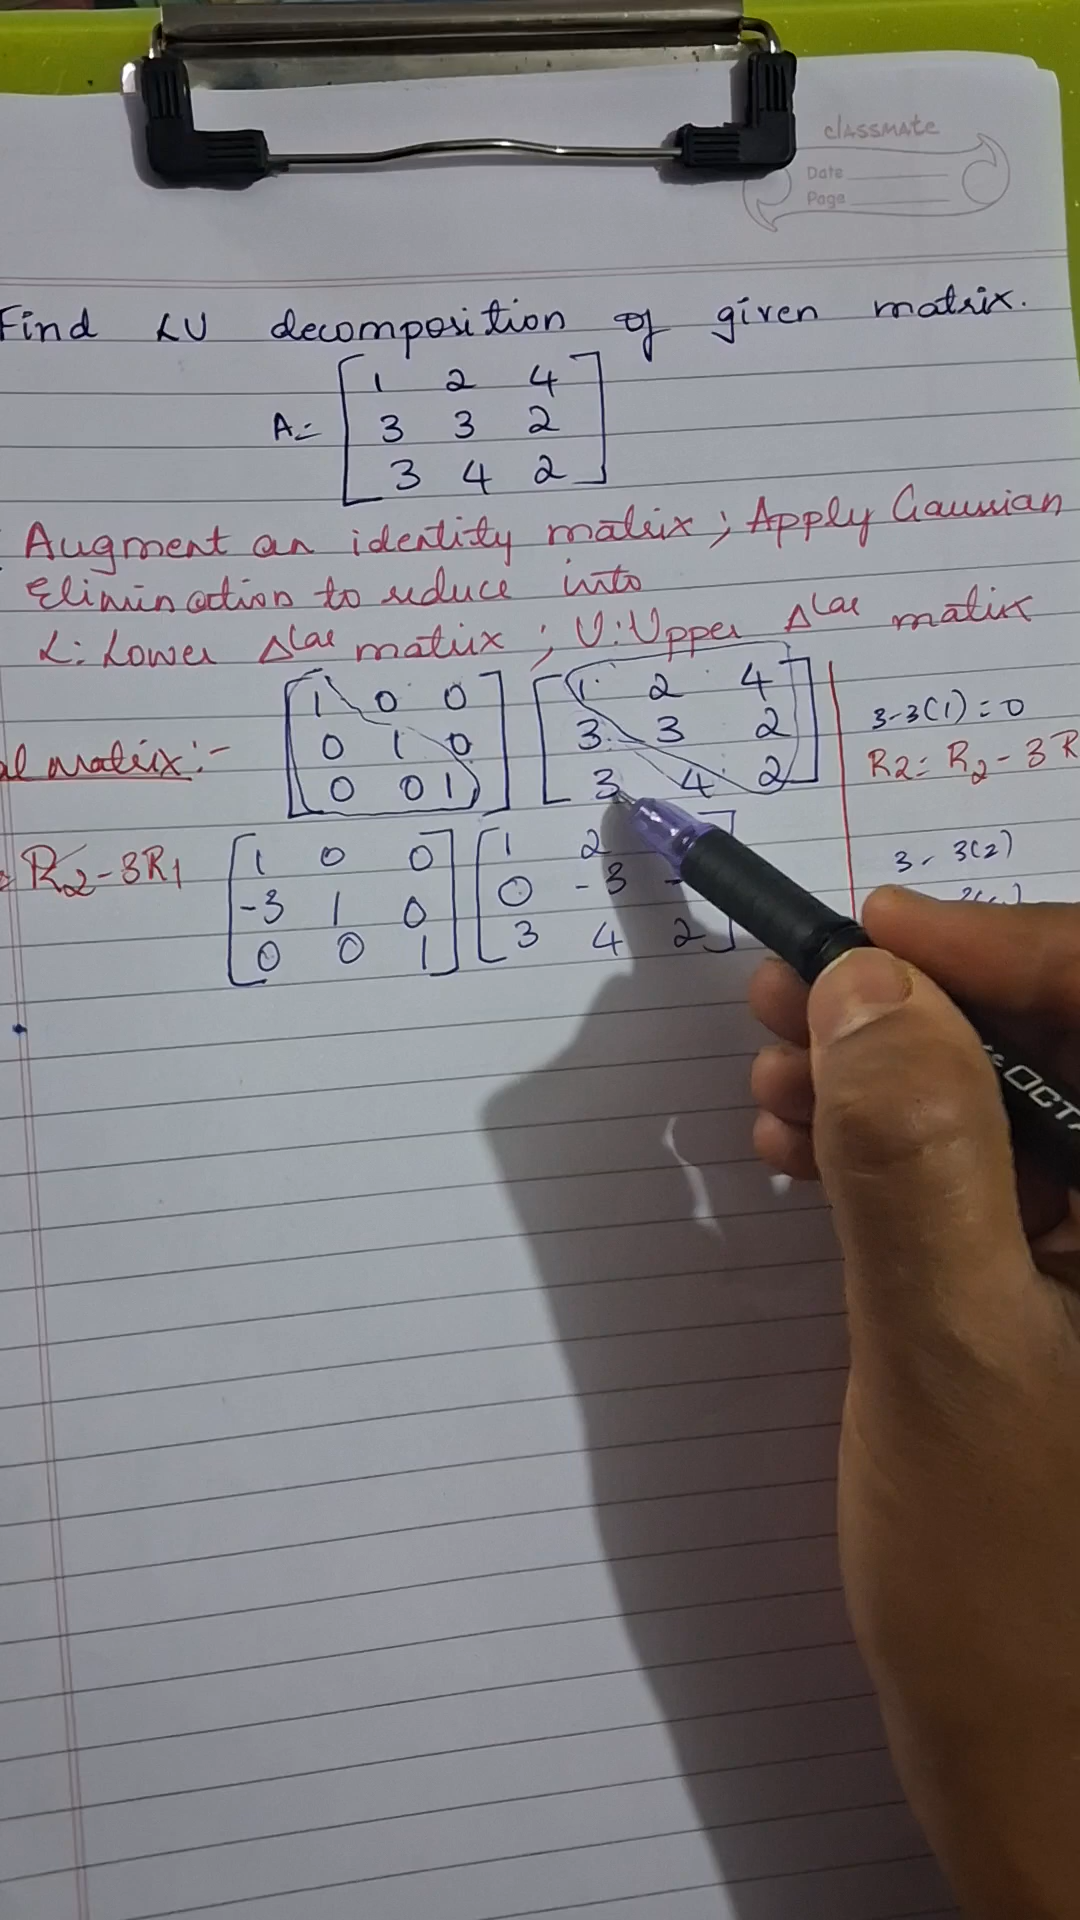 classmate
Date
Page
Find LU decomposition of given matrix.
A= [1 2 4
3 3 2
3 4 2]
Augment an identity matrix; Apply Gaussian
Elimination to reduce into
L: Lower Δlar matrix ; U: Upper Δlar matrix
[1 0 0 [1 2 4
0 1 0 3 3 2
0 0 1] 3 4 2]
matrix:-
3-3(1)=0
R2= R2-3R
R2-3R1
[1 0 0 [1 2
-3 1 0 0 -3 -
0 0 1] 3 4 2]
3-3(2)
OCTA